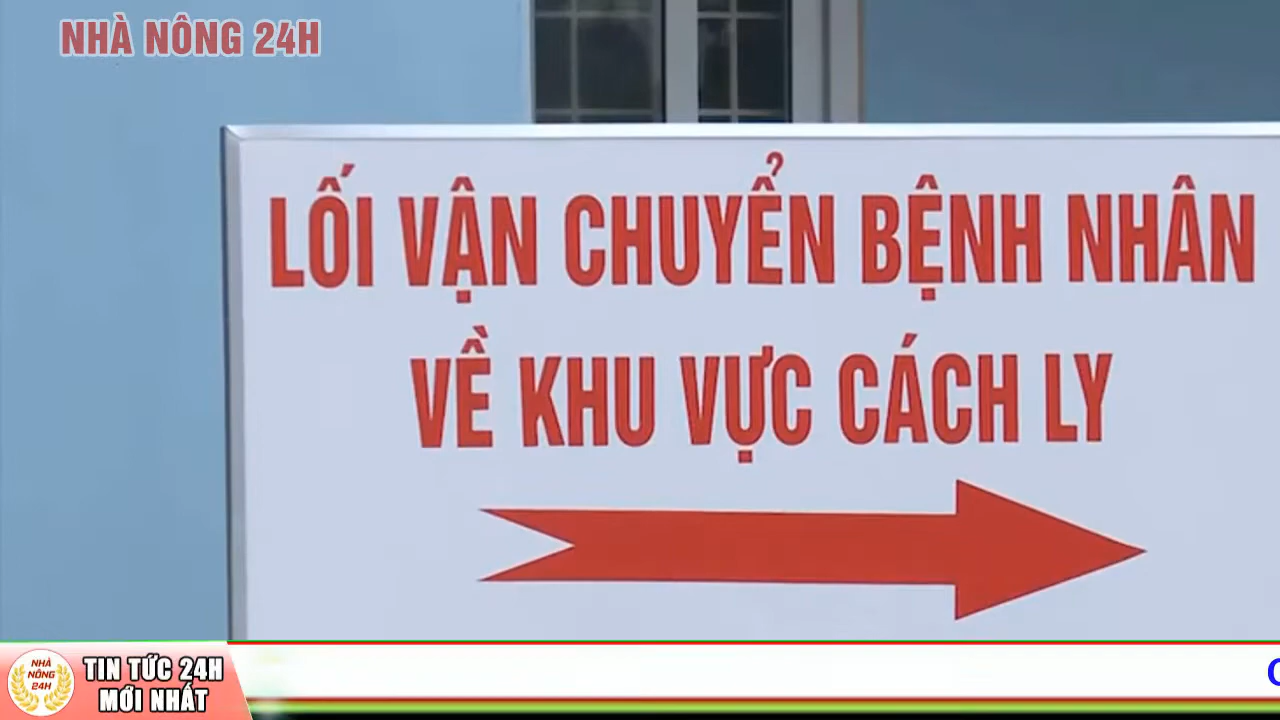 NHÀ NÔNG 24H
LỐI VẬN CHUYỂN BỆNH NHÂN
VỀ KHU VỰC CÁCH LY
NHÀ
NÔNG
24H
TIN TỨC 24H
MỚI NHẤT